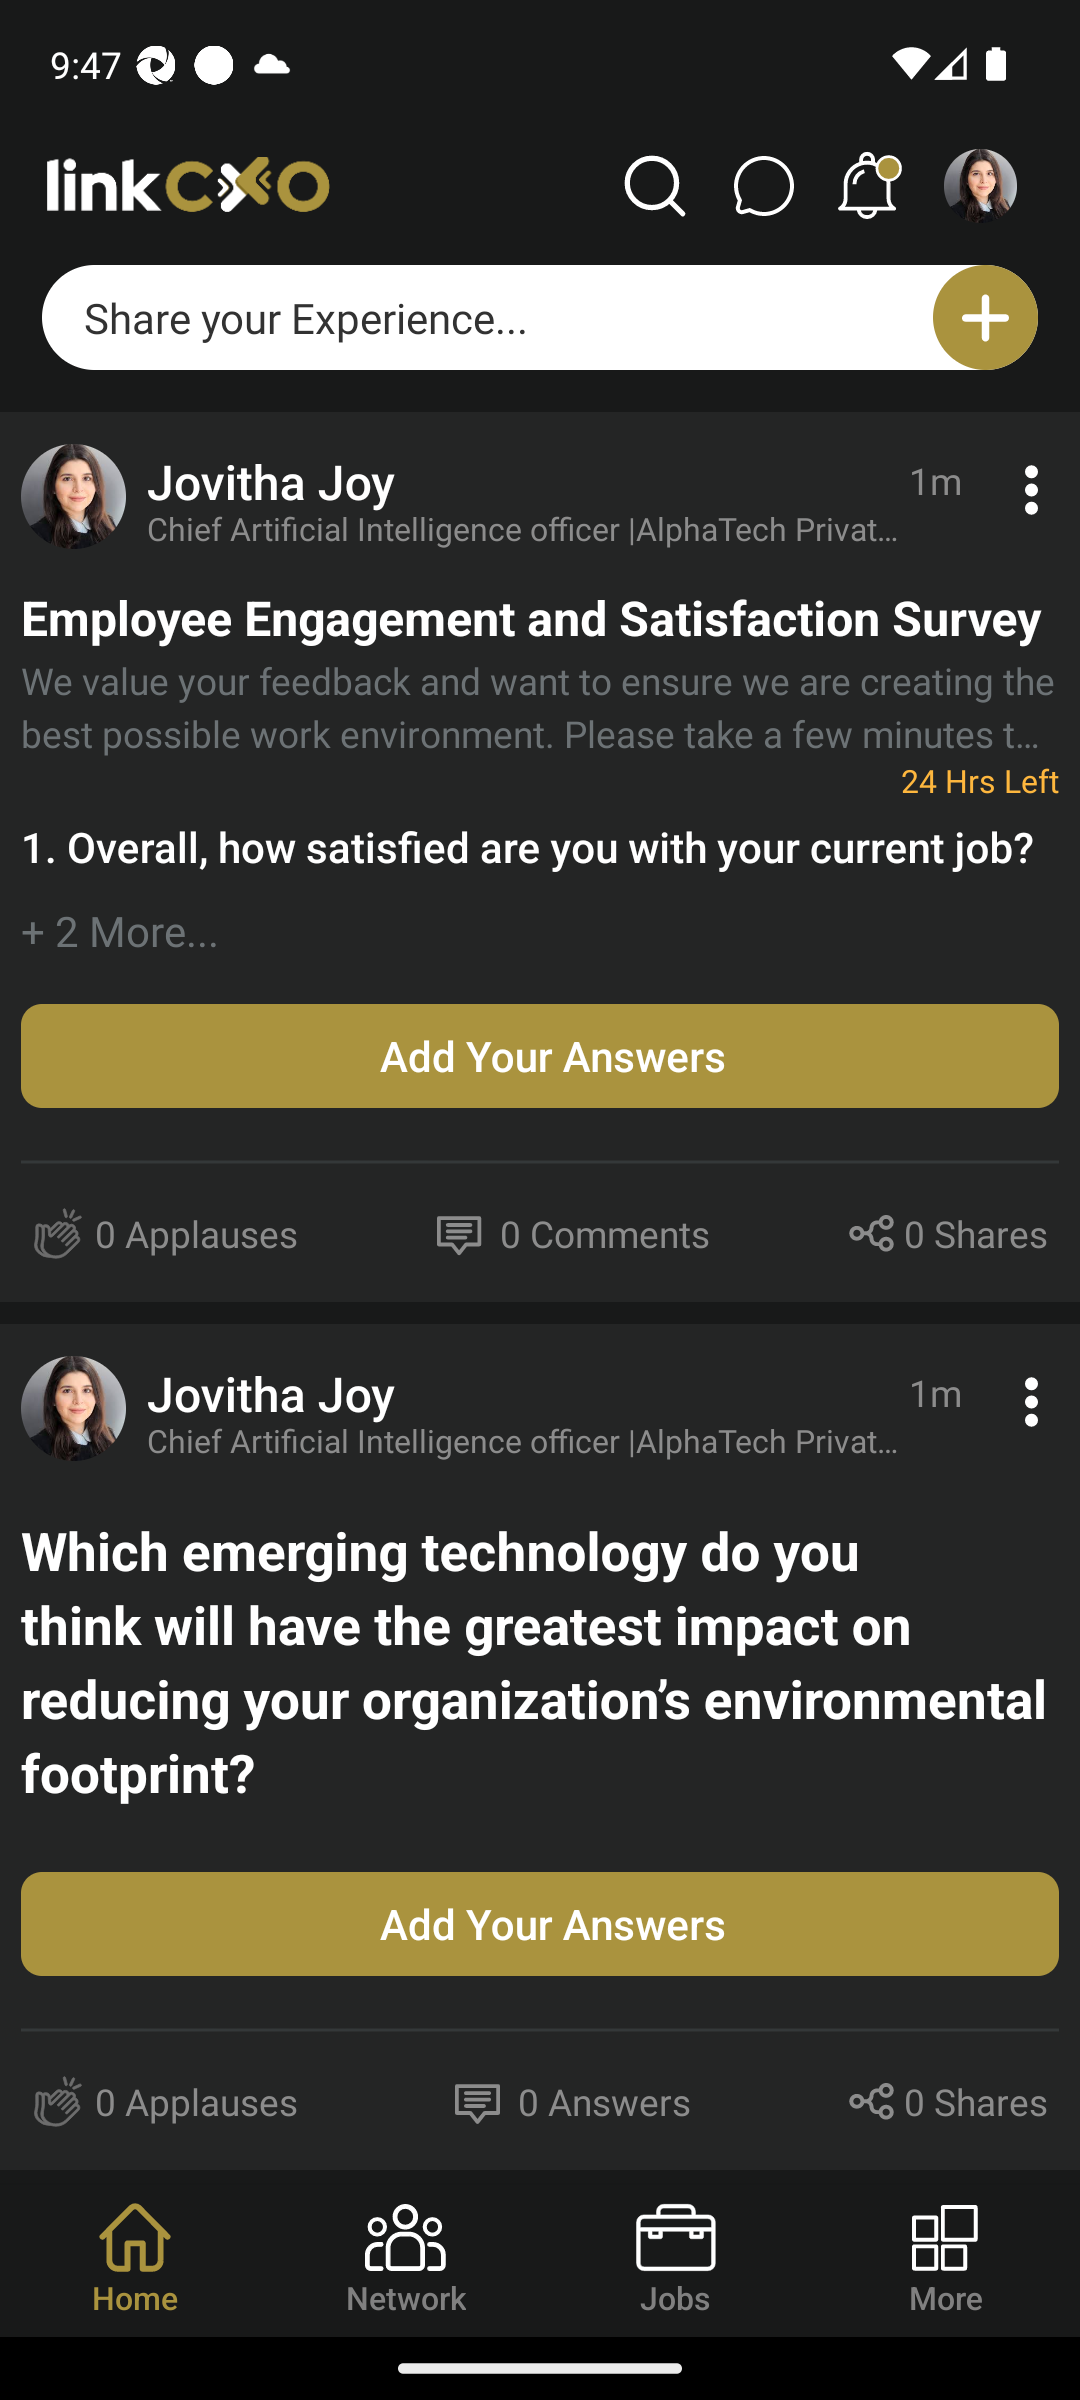 9:47
linkCXO
Share your Experience...
Jovitha Joy
1m
Chief Artificial Intelligence officer |AlphaTech Privat...
Employee Engagement and Satisfaction Survey
We value your feedback and want to ensure we are creating the
best possible work environment. Please take a few minutes t...
24 Hrs Left
1. Overall, how satisfied are you with your current job?
+ 2 More...
Add Your Answers
0 Applauses
0 Comments
0 Shares
Jovitha Joy
1m
Chief Artificial Intelligence officer |AlphaTech Privat...
Which emerging technology do you
think will have the greatest impact on
reducing your organization’s environmental
footprint?
Add Your Answers
0 Applauses
0 Answers
0 Shares
Home
Network
Jobs
More